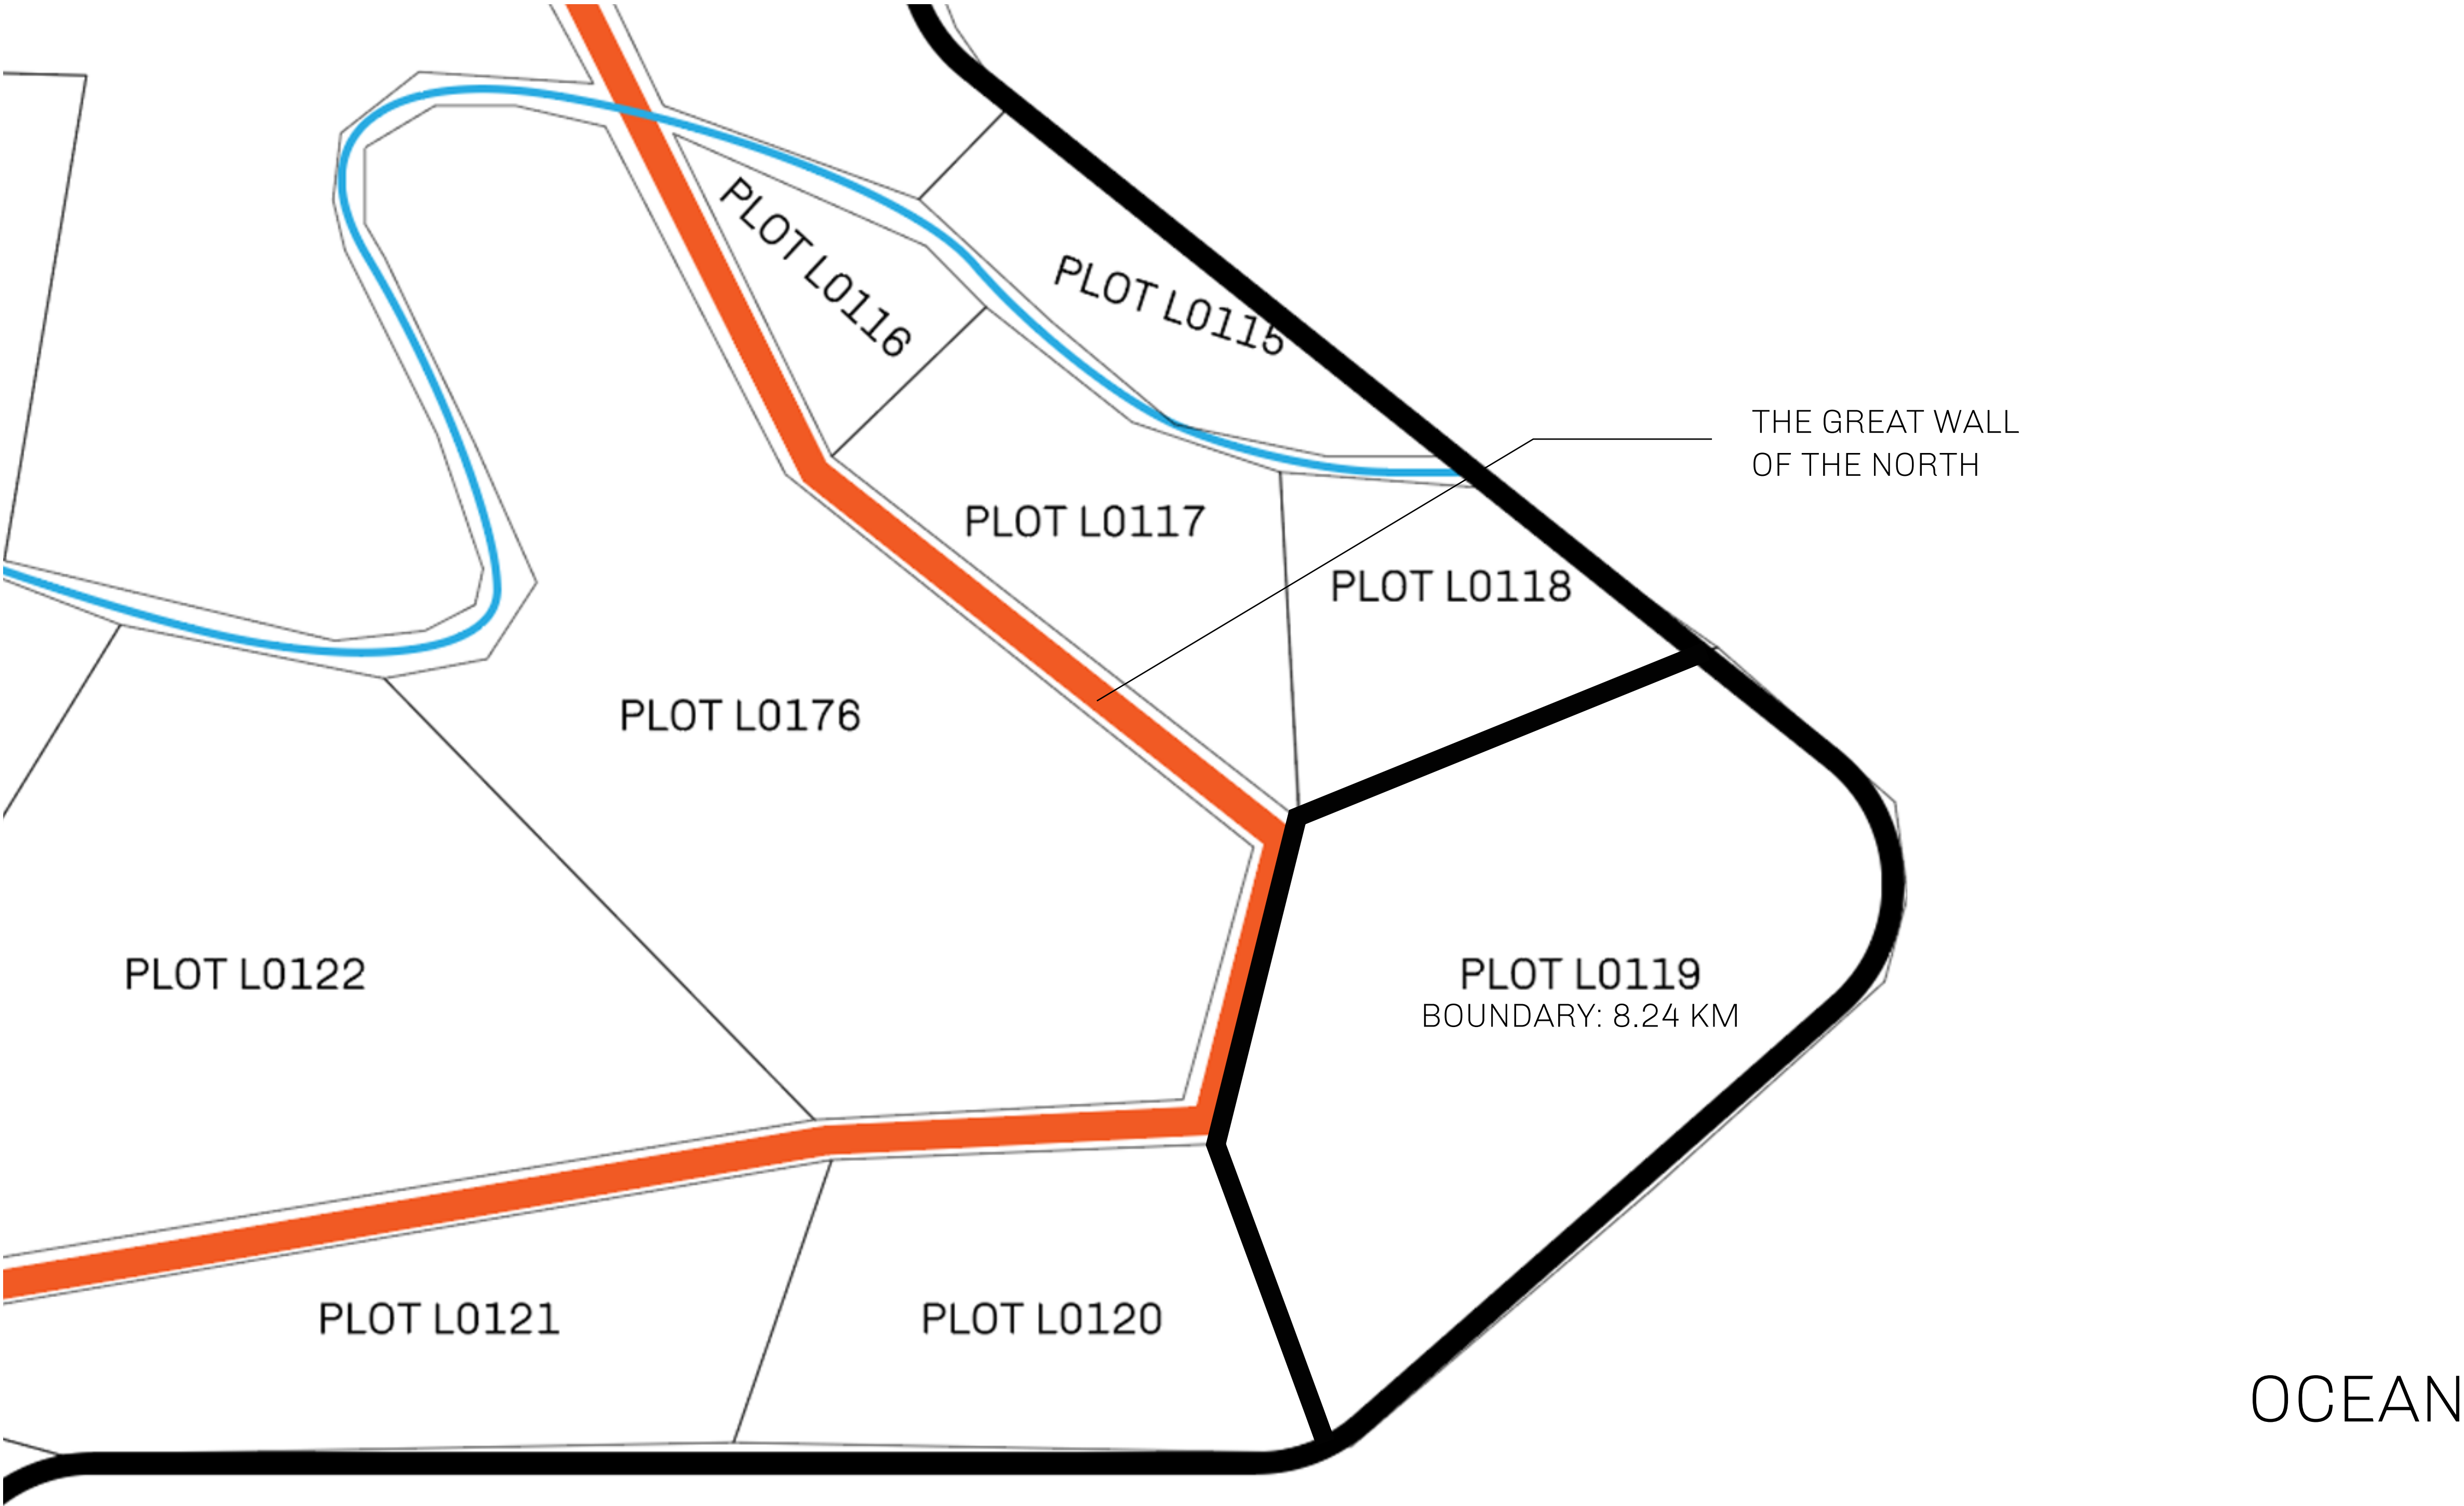 PLOT L0116
PLOT L0115
THE GREAT WALL
OF THE NORTH
PLOT L0117
PLOT L0118
PLOT L0176
PLOT L0122
PLOT L0119
BOUNDARY: 8.24 KM
PLOT L0121
PLOT L0120
OCEAN